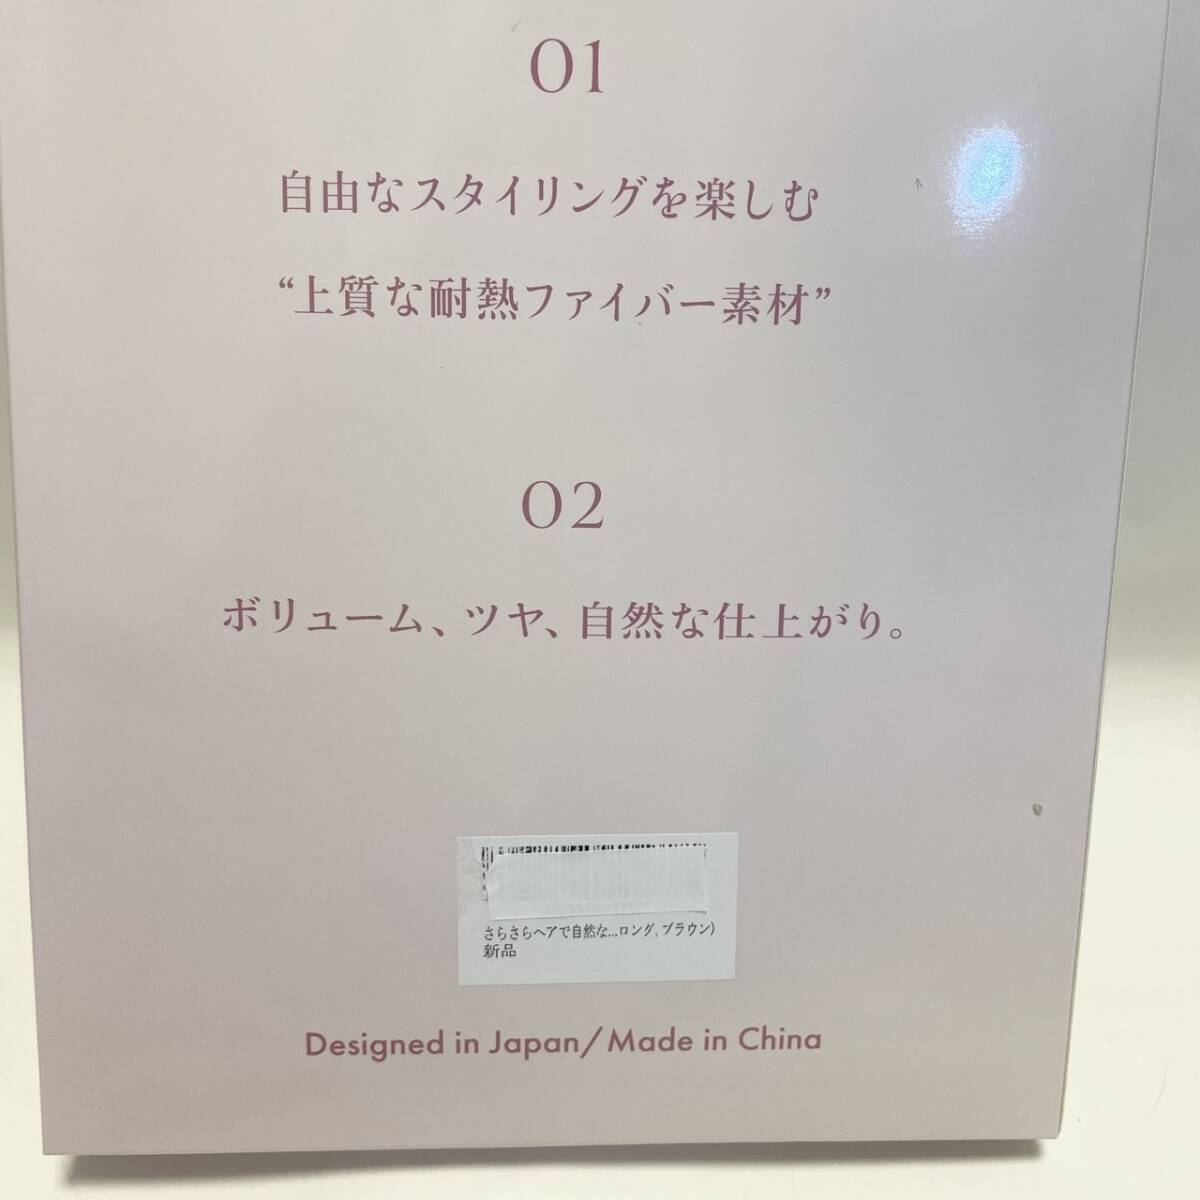 01
自由なスタイリングを楽しむ
“上質な耐熱ファイバー素材”
02
ボリューム、ツヤ、自然な仕上がり。
さらさらヘアで自然な...ロング, ブラウン)
新品
Designed in Japan/Made in China